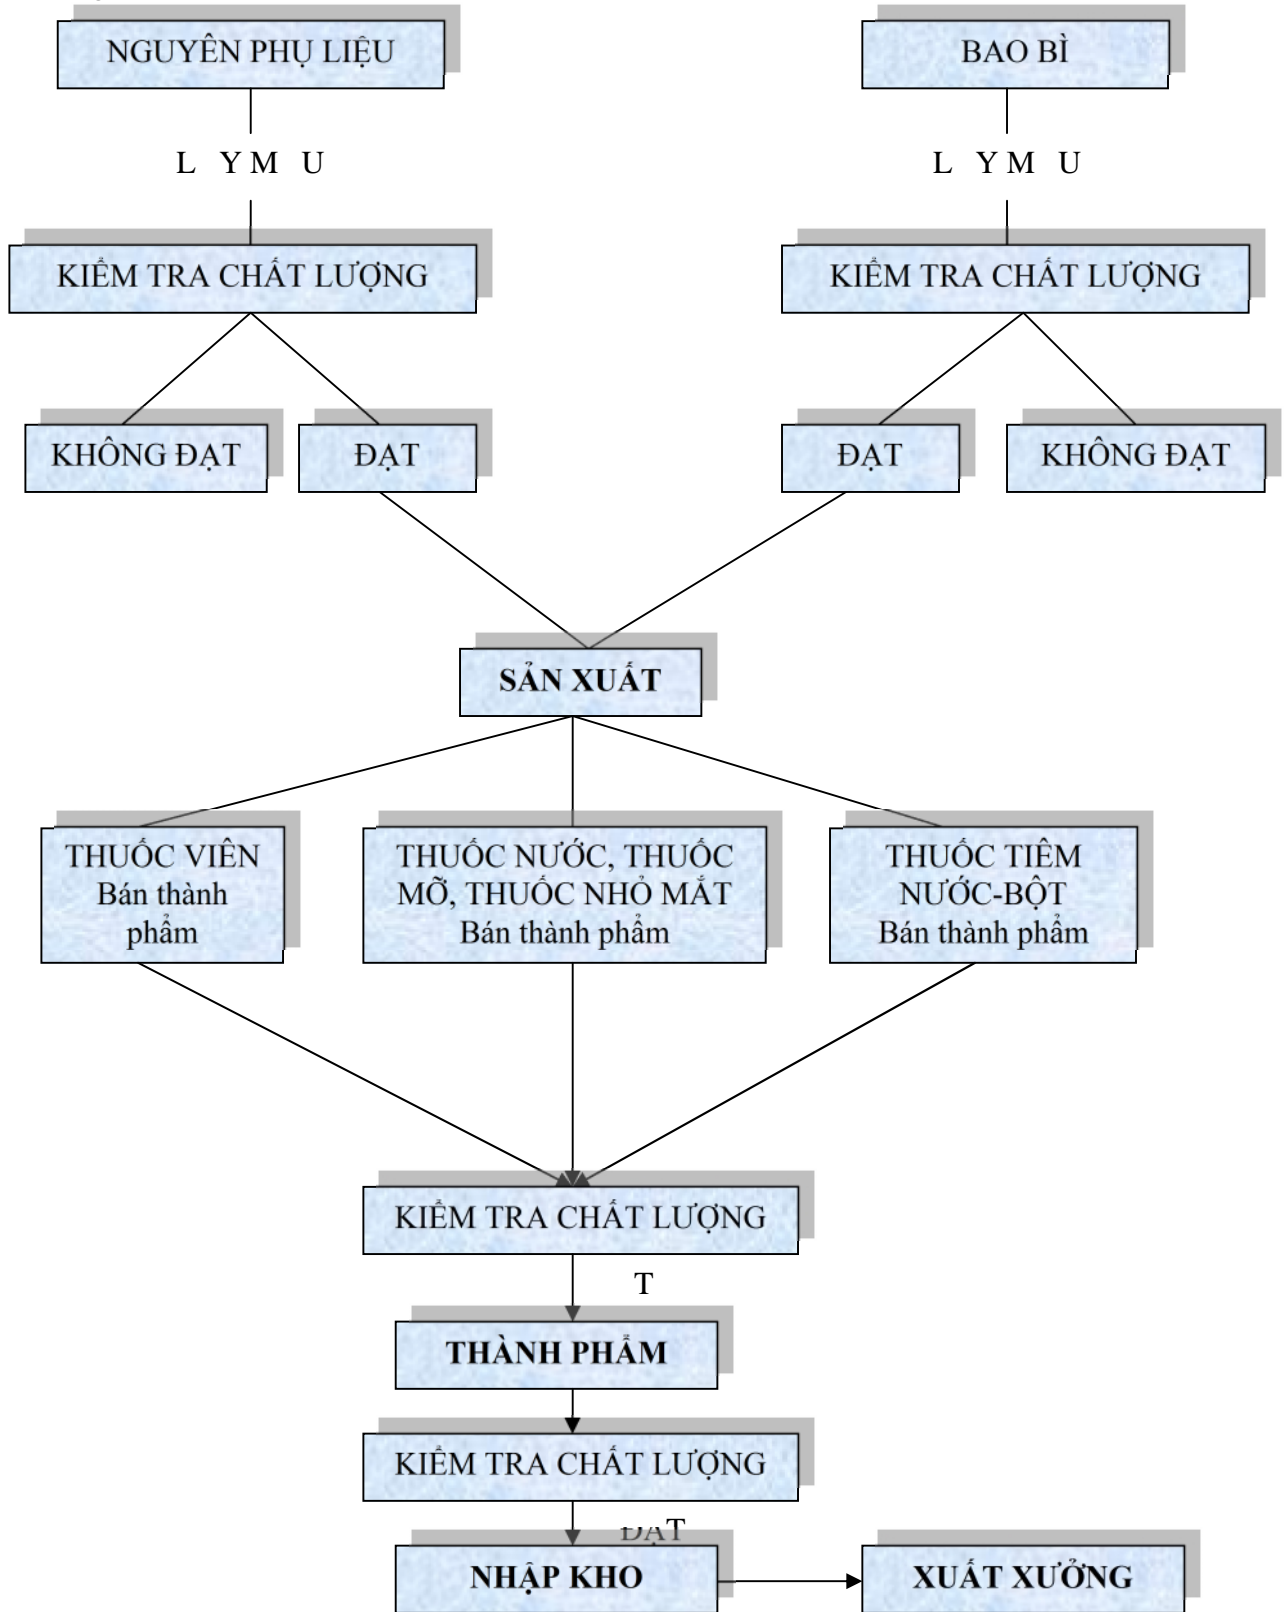 NGUYÊN PHỤ LIỆU
BAO BÌ
L Y M U
L Y M U
KIỂM TRA CHẤT LƯỢNG
KIỂM TRA CHẤT LƯỢNG
KHÔNG ĐẠT
ĐẠT
ĐẠT
KHÔNG ĐẠT
SẢN XUẤT
THUỐC VIÊN
Bán thành
phẩm
THUỐC NƯỚC, THUỐC
MỠ, THUỐC NHỎ MẮT
Bán thành phẩm
THUỐC TIÊM
NƯỚC-BỘT
Bán thành phẩm
KIỂM TRA CHẤT LƯỢNG
T
THÀNH PHẨM
KIỂM TRA CHẤT LƯỢNG
ĐẠT
NHẬP KHO
XUẤT XƯỞNG